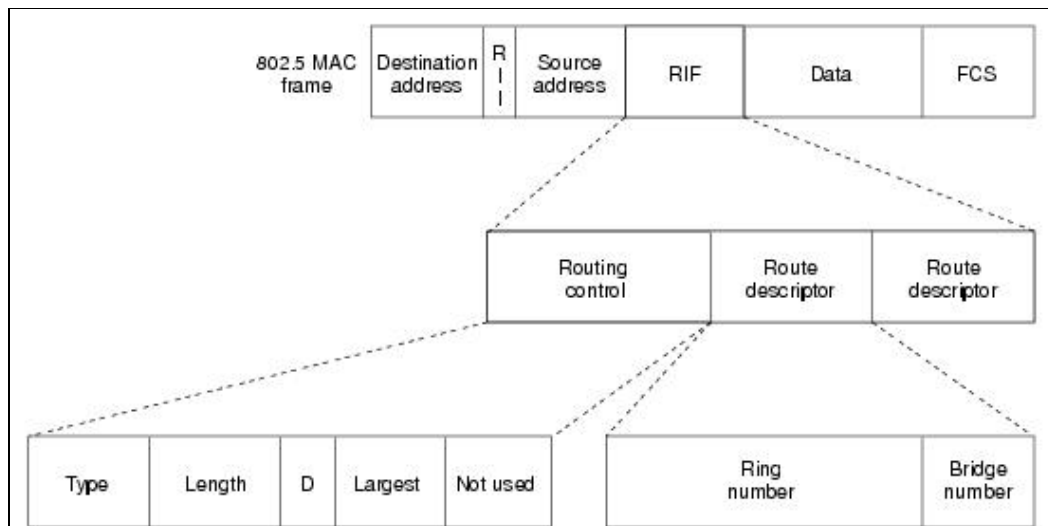 802.5 MAC
frame
Destination
address
R
I
I
Source
address
RIF
Data
FCS
Routing
control
Route
descriptor
Route
descriptor
Type
Length
D
Largest
Not used
Ring
number
Bridge
number